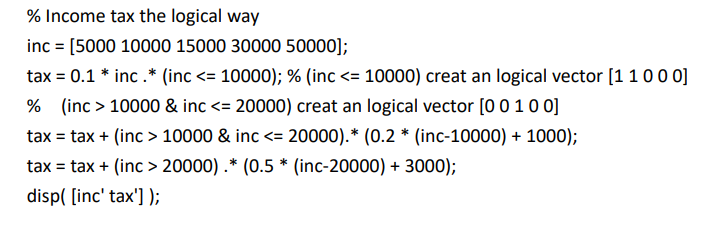 % Income tax the logical way
inc = [5000 10000 15000 30000 50000];
tax = 0.1 * inc .* (inc <= 10000); % (inc <= 10000) creat an logical vector [1 1 0 0 0]
% (inc > 10000 & inc <= 20000) creat an logical vector [0 0 1 0 0]
tax = tax + (inc > 10000 & inc <= 20000).* (0.2 * (inc-10000) + 1000);
tax = tax + (inc > 20000) .* (0.5 * (inc-20000) + 3000);
disp( [inc' tax'] );